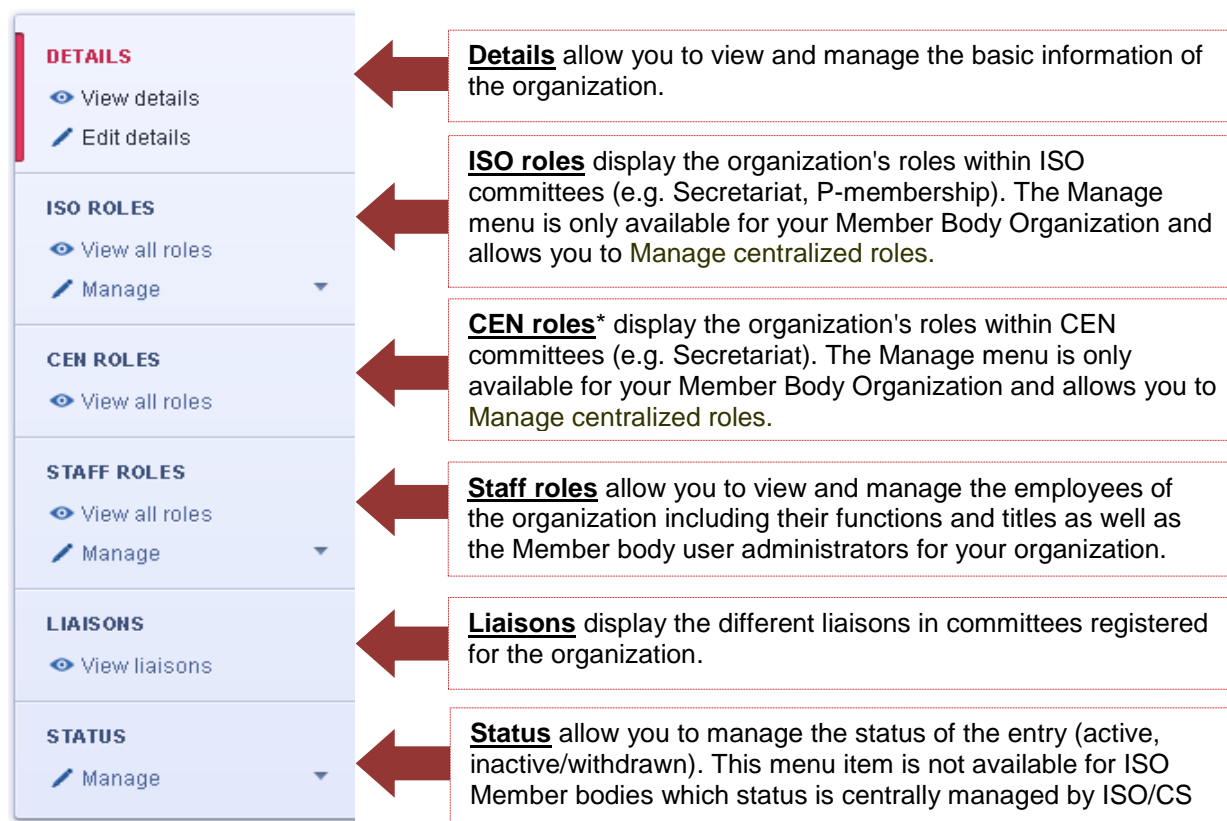 DETAILS
View details
Edit details
Details allow you to view and manage the basic information of
the organization.
ISO ROLES
View all roles
Manage
ISO roles display the organization's roles within ISO
committees (e.g. Secretariat, P-membership). The Manage
menu is only available for your Member Body Organization and
allows you to Manage centralized roles.
CEN ROLES
View all roles
CEN roles* display the organization's roles within CEN
committees (e.g. Secretariat). The Manage menu is only
available for your Member Body Organization and allows you to
Manage centralized roles.
STAFF ROLES
View all roles
Manage
Staff roles allow you to view and manage the employees of
the organization including their functions and titles as well as
the Member body user administrators for your organization.
LIAISONS
View liaisons
Liaisons display the different liaisons in committees registered
for the organization.
STATUS
Manage
Status allow you to manage the status of the entry (active,
inactive/withdrawn). This menu item is not available for ISO
Member bodies which status is centrally managed by ISO/CS